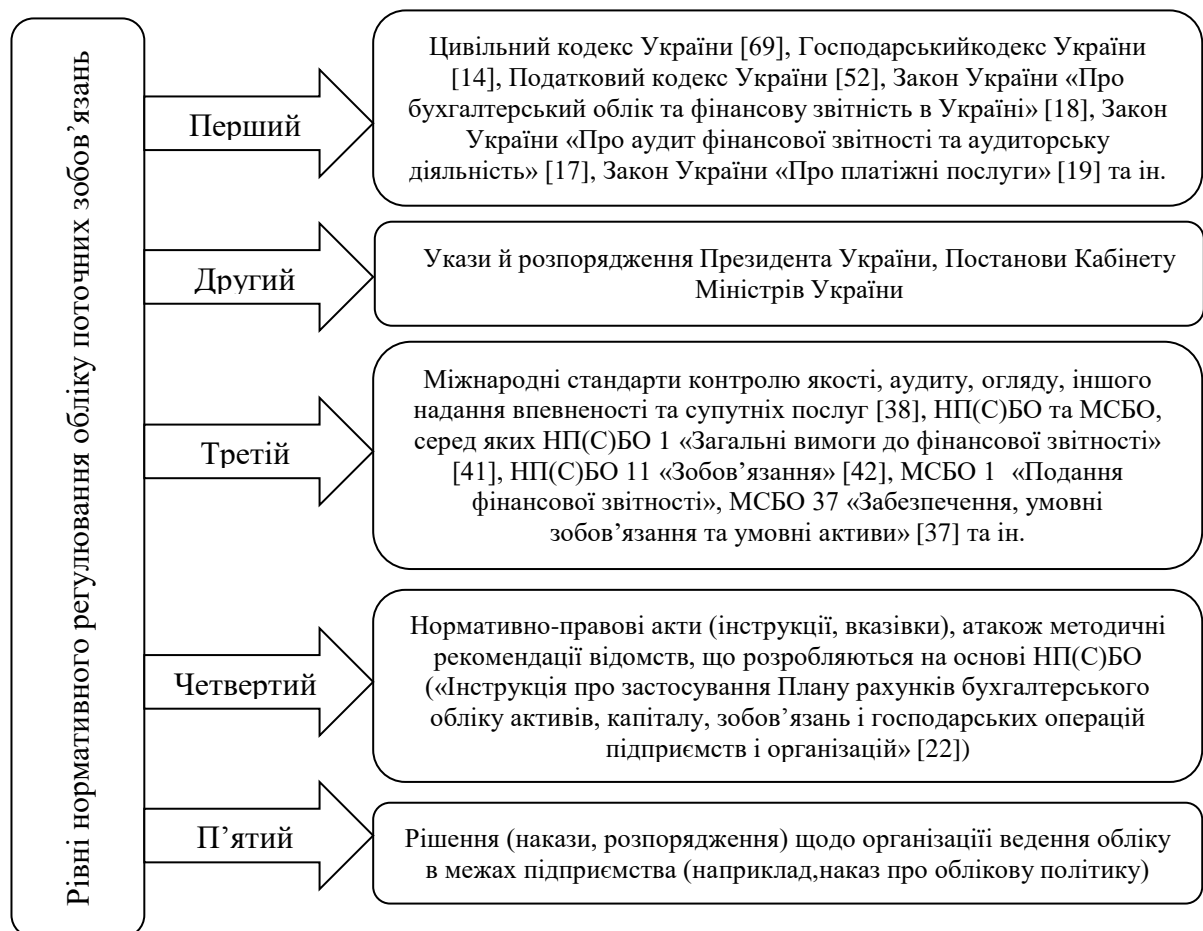 Рівні нормативного регулювання обліку поточних зобов’язань
Перший
Цивільний кодекс України [69], Господарськийкодекс України
[14], Податковий кодекс України [52], Закон України «Про
бухгалтерський облік та фінансову звітність в Україні» [18], Закон
України «Про аудит фінансової звітності та аудиторську
діяльність» [17], Закон України «Про платіжні послуги» [19] та ін.
Другий
Укази й розпорядження Президента України, Постанови Кабінету
Міністрів України
Третій
Міжнародні стандарти контролю якості, аудиту, огляду, іншого
надання впевненості та супутніх послуг [38], НП(С)БО та МСБО,
серед яких НП(С)БО 1 «Загальні вимоги до фінансової звітності»
[41], НП(С)БО 11 «Зобов’язання» [42], МСБО 1 «Подання
фінансової звітності», МСБО 37 «Забезпечення, умовні
зобов’язання та умовні активи» [37] та ін.
Четвертий
Нормативно-правові акти (інструкції, вказівки), атакож методичні
рекомендації відомств, що розробляються на основі НП(С)БО
(«Інструкція про застосування Плану рахунків бухгалтерського
обліку активів, капіталу, зобов’язань і господарських операцій
підприємств і організацій» [22])
П’ятий
Рішення (накази, розпорядження) щодо організаціїі ведення обліку
в межах підприємства (наприклад,наказ про облікову політику)